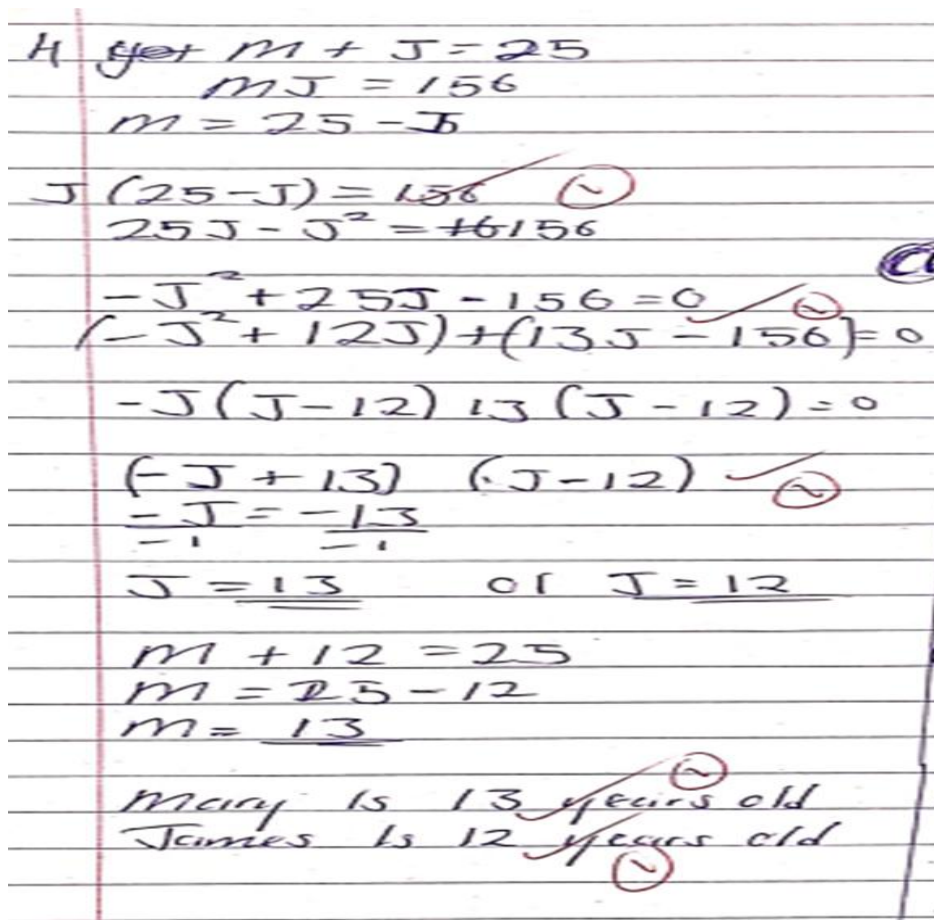 4 m + J = 25
mJ = 156
m = 25 - J
J (25-J) = 156
25J - J² = 156
-J² + 25J - 156 = 0
(-J² + 12J) + (13J - 156) = 0
-J (J-12) 13 (J-12) = 0
(-J + 13) (J-12)
-J = -13
-1 -1
J = 13 or J = 12
m + 12 = 25
m = 25 - 12
m = 13
Mary is 13 years old
James is 12 years old